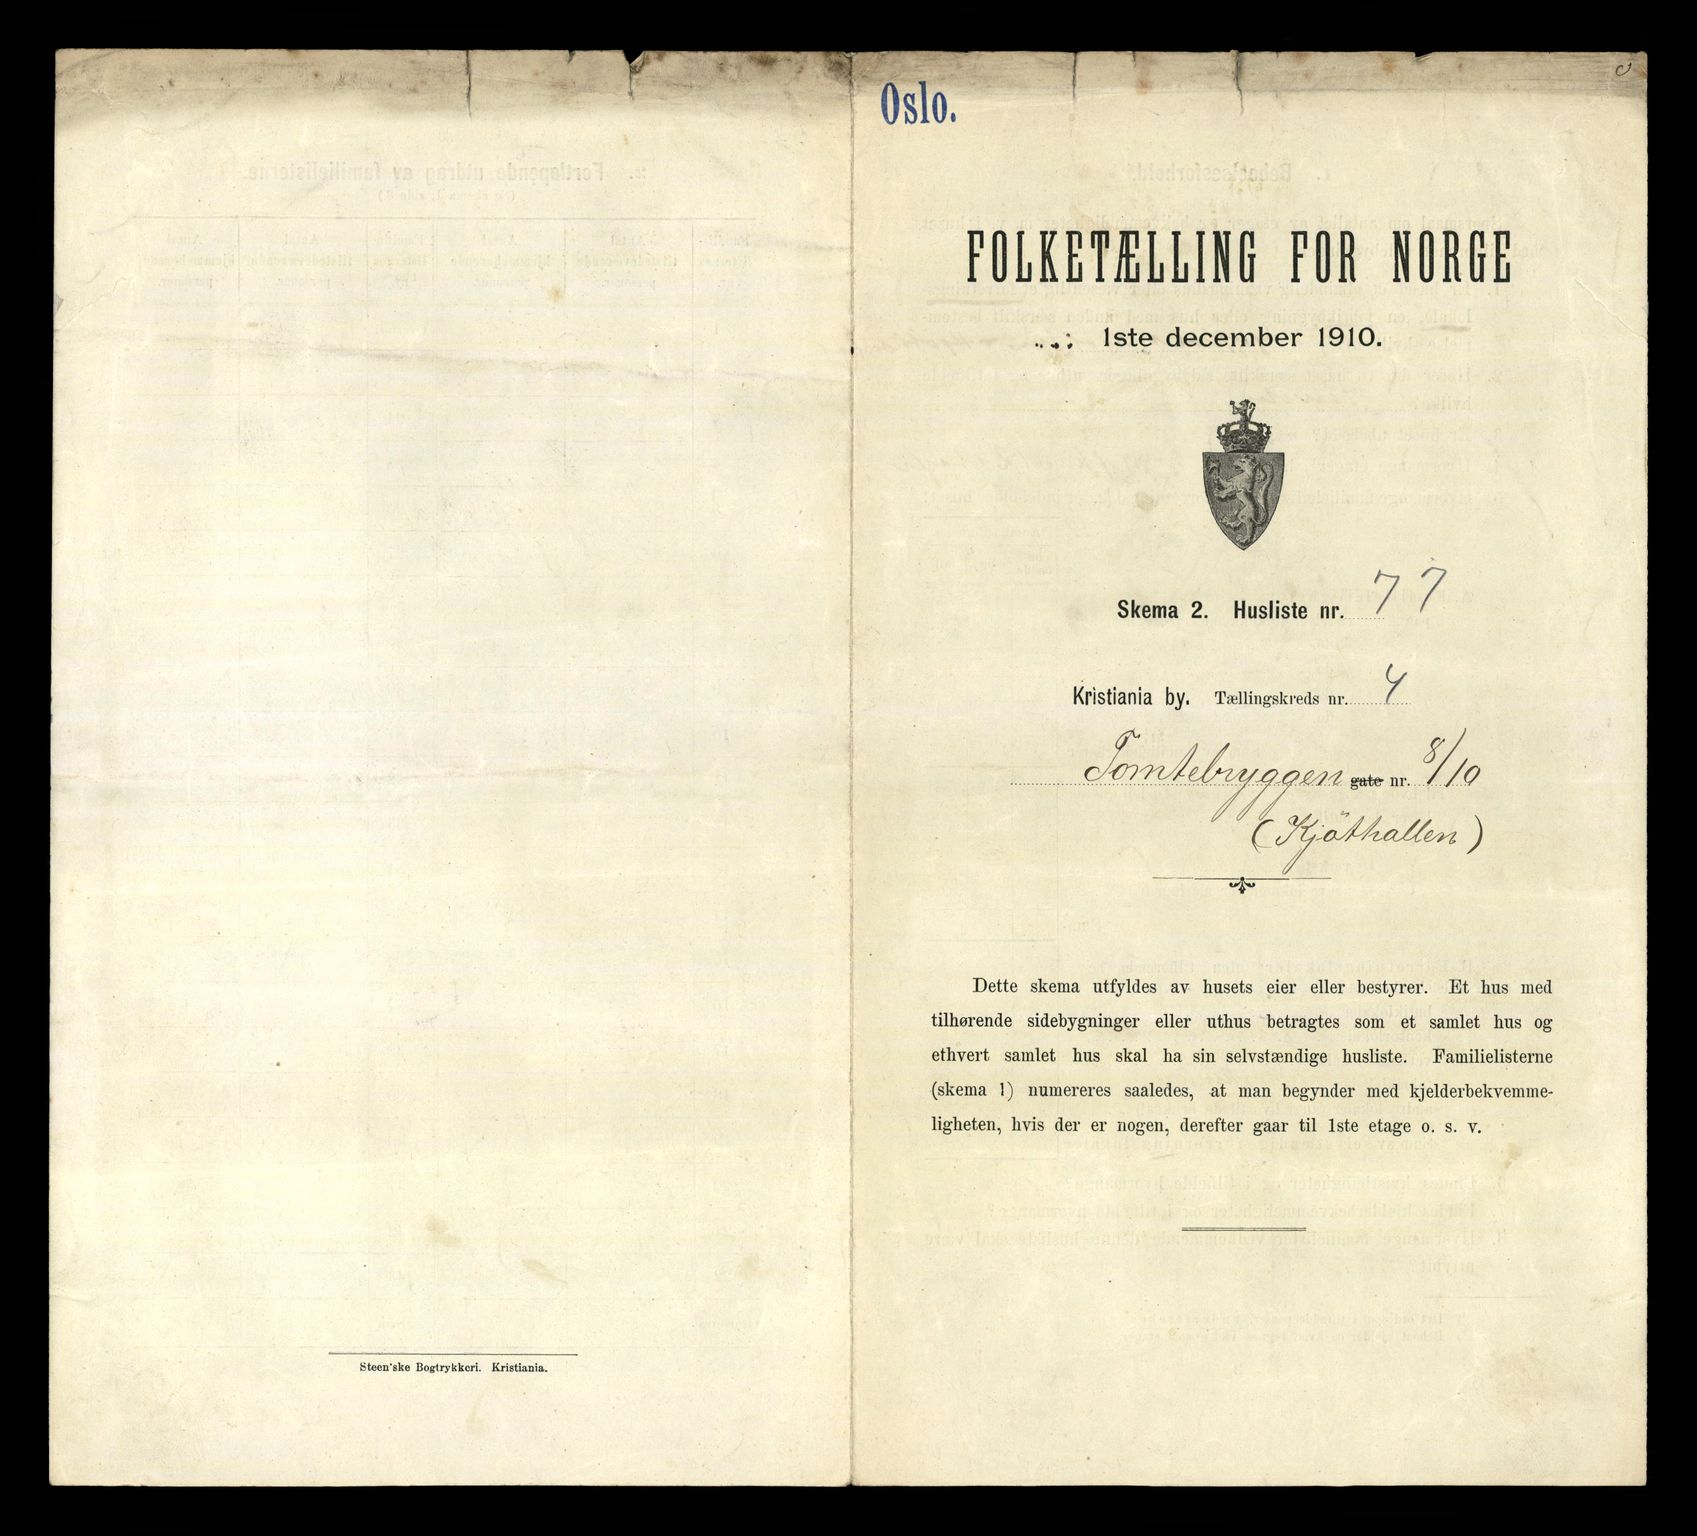 Oslo.
FOLKETÆLLING FOR NORGE
1ste december 1910.
Skema 2. Husliste nr. 77
Kristiania by. Tællingskreds nr. 4
Tomtebryggen gate nr. 8/10
(Kjöthallen)
Dette skema utfyldes av husets eier eller bestyrer. Et hus med
tilhørende sidebygninger eller uthus betragtes som et samlet hus og
ethvert samlet hus skal ha sin selvstændige husliste. Familielisterne
(skema 1) numereres saaledes, at man begynder med kjelderbekvemme-
ligheten, hvis der er nogen, derefter gaar til 1ste etage o. s. v.
Steen'ske Bogtrykkeri. Kristiania.